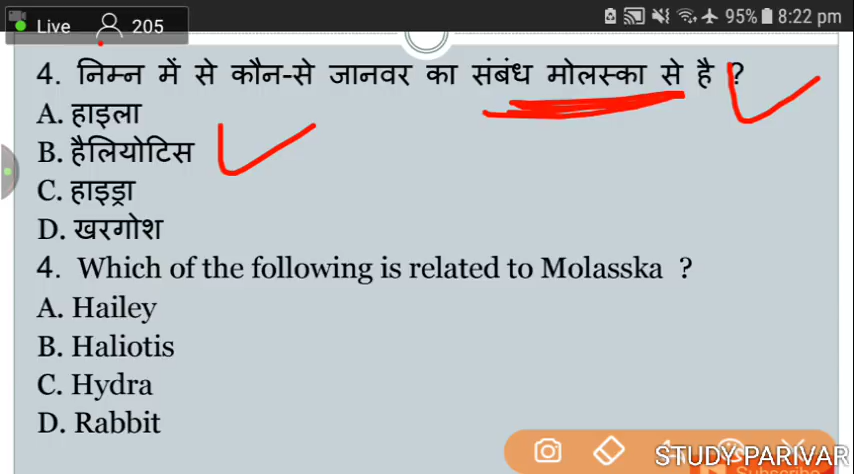 Live 205 95% 8:22 pm
4. निम्न में से कौन-से जानवर का संबंध मोलस्का से है ?
A. हाइला
B. हैलियोटिस
C. हाइड्रा
D. खरगोश
4. Which of the following is related to Molasska ?
A. Hailey
B. Haliotis
C. Hydra
D. Rabbit
STUDY PARIVAR
Subscribe